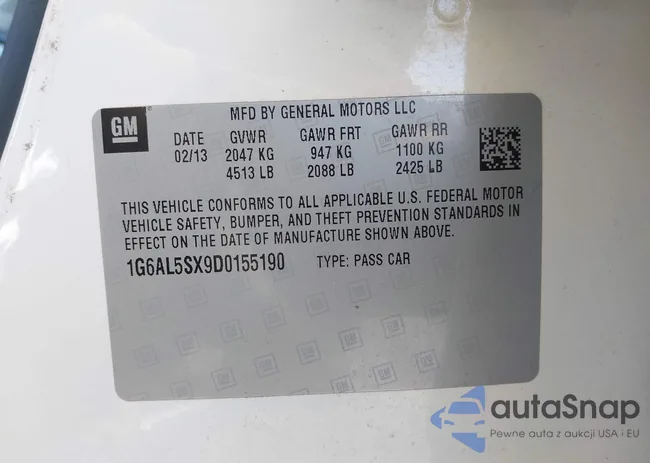 GM
MFD BY GENERAL MOTORS LLC
DATE GVWR GAWR FRT GAWR RR
02/13 2047 KG 947 KG 1100 KG
4513 LB 2088 LB 2425 LB
THIS VEHICLE CONFORMS TO ALL APPLICABLE U.S. FEDERAL MOTOR
VEHICLE SAFETY, BUMPER, AND THEFT PREVENTION STANDARDS IN
EFFECT ON THE DATE OF MANUFACTURE SHOWN ABOVE.
1G6AL5SX9D0155190 TYPE: PASS CAR
autaSnap
Pewne auta z aukcji USA i EU